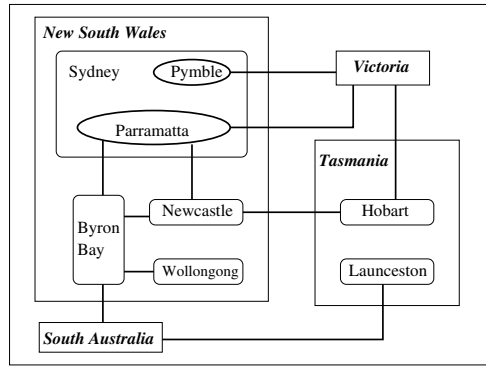 New South Wales
Sydney
Pymble
Victoria
Parramatta
Tasmania
Byron
Bay
Newcastle
Hobart
Wollongong
Launceston
South Australia